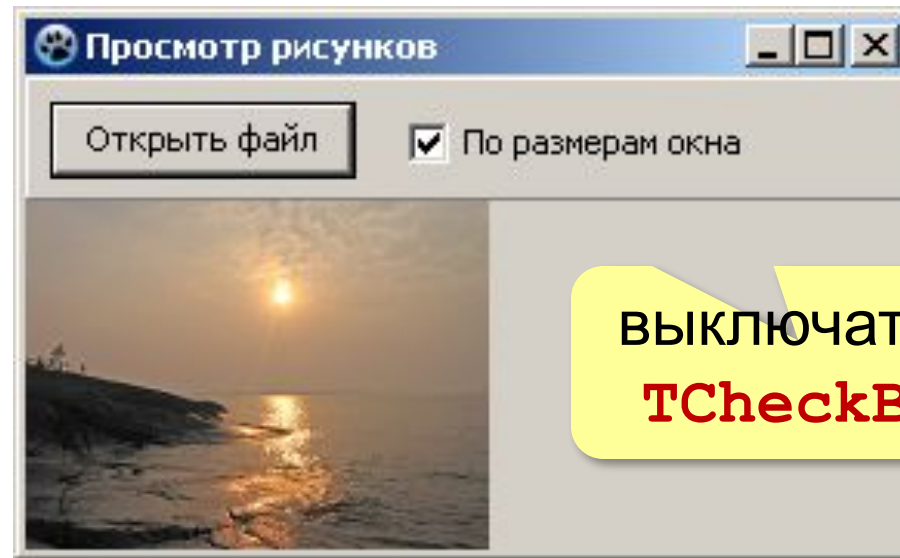 Просмотр рисунков
Открыть файл
По размерам окна
выключат
TCheckB